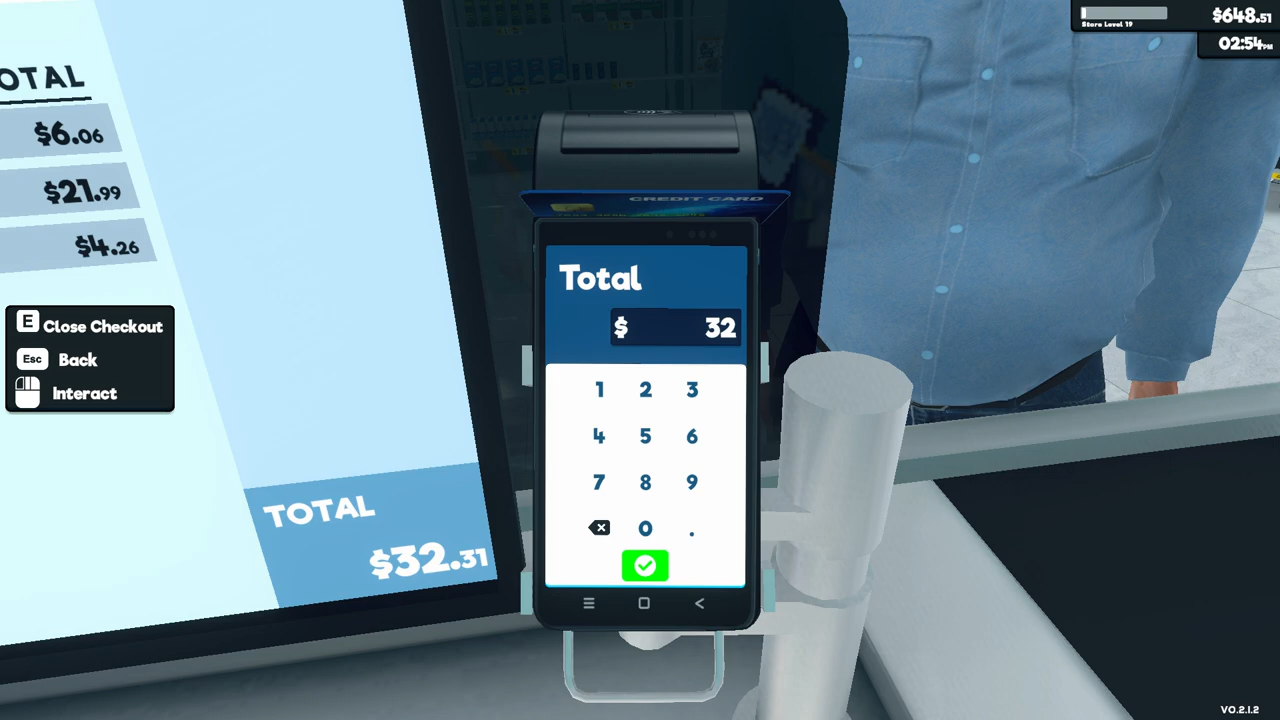 OTAL
$6.06
$21.99
$4.26
E Close Checkout
Esc Back
Interact
TOTAL
$32.31
CREDIT CARD
Total
$ 32
1 2 3
4 5 6
7 8 9
0 .
Store Level 19
$648.51
02:54PM
V0.2.1.2